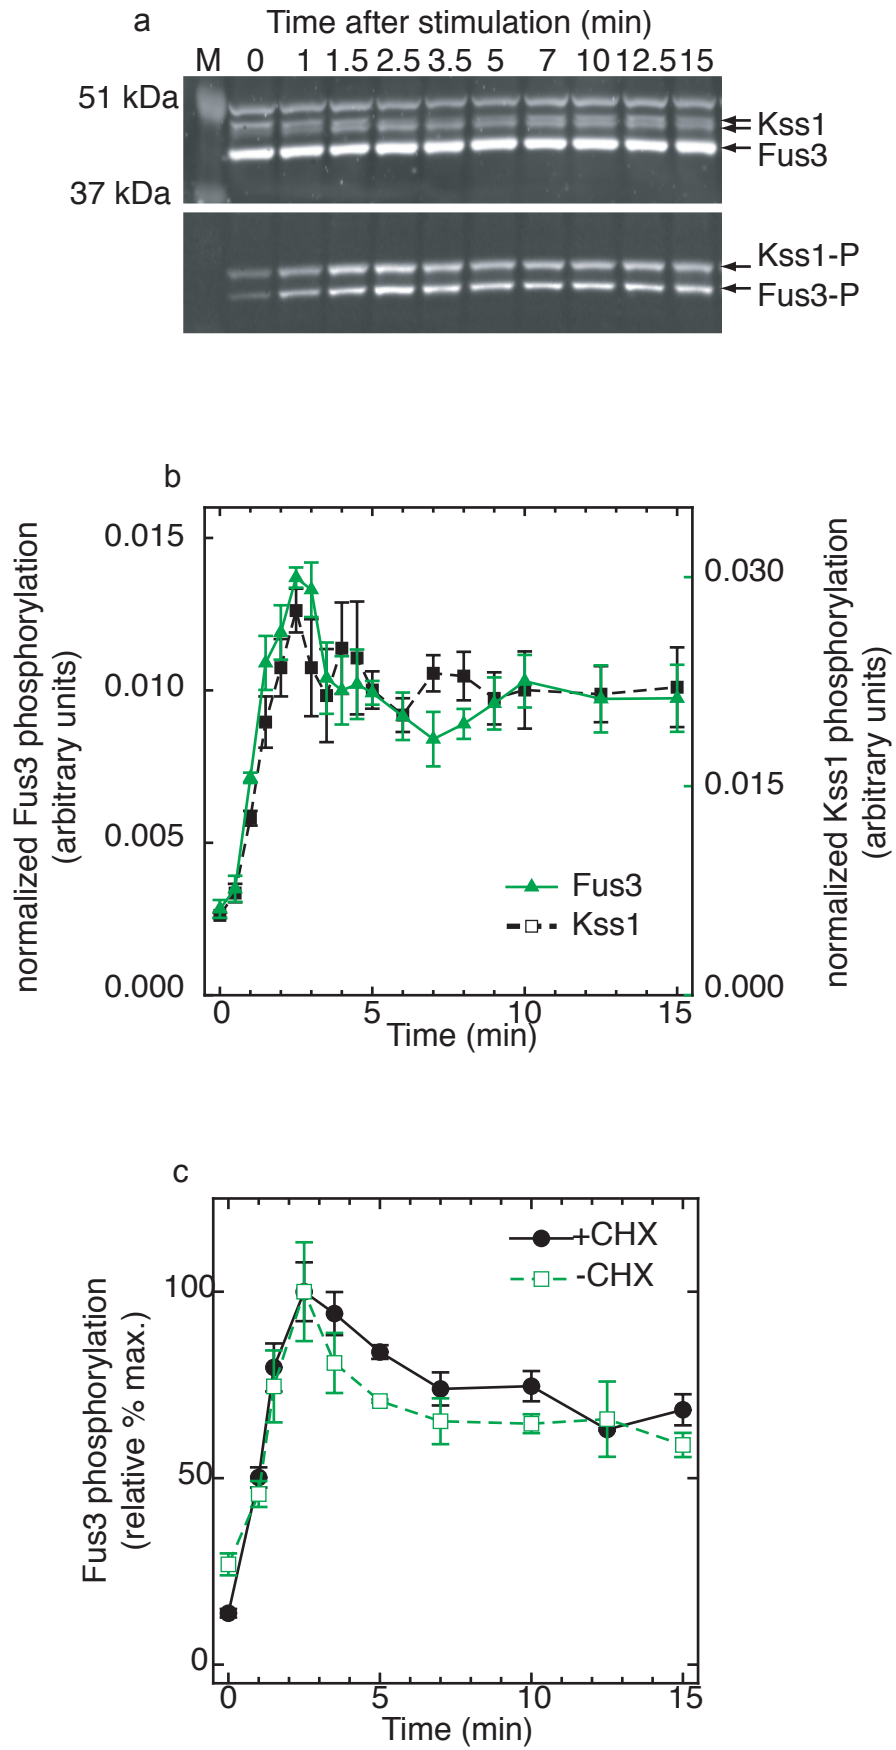 a
Time after stimulation (min)
M 0 1 1.5 2.5 3.5 5 7 10 12.5 15
51 kDa
Kss1
Fus3
37 kDa
Kss1-P
Fus3-P
b
normalized Fus3 phosphorylation
(arbitrary units)
0.015
0.010
0.005
0.000
0.030
0.015
0.000
normalized Kss1 phosphorylation
(arbitrary units)
Fus3
Kss1
0 5 10 15
Time (min)
c
Fus3 phosphorylation
(relative % max.)
100
50
0
+CHX
-CHX
0 5 10 15
Time (min)